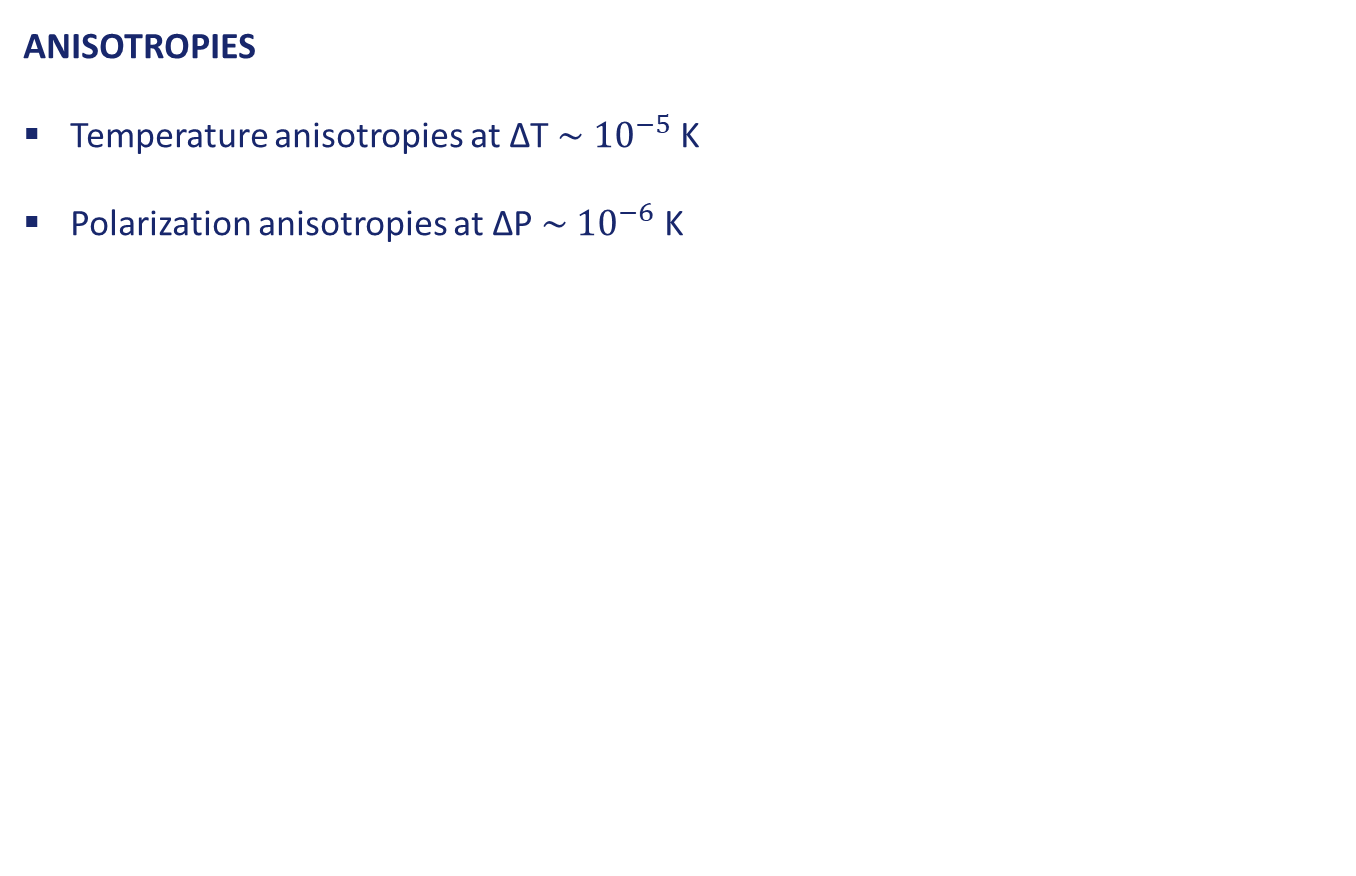 ANISOTROPIES
▪ Temperature anisotropies at ΔT ~ 10⁻⁵ K
▪ Polarization anisotropies at ΔP ~ 10⁻⁶ K